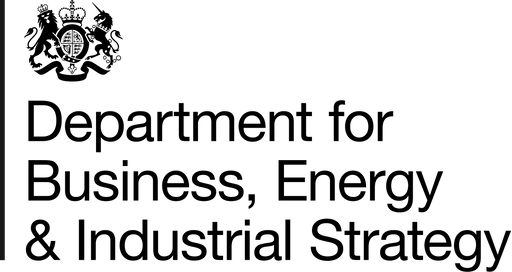 Department for
Business, Energy
& Industrial Strategy